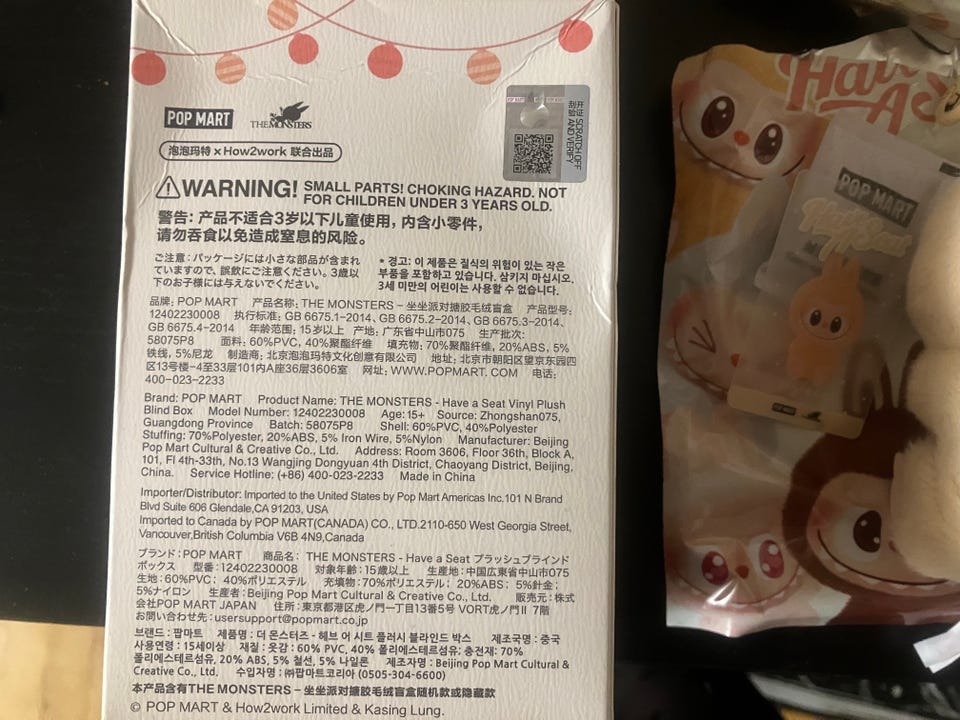 POP MART THE MONSTERS
泡泡玛特 × How2work 联合出品
POP MART
刮开涂层 SCRATCH OFF
验证 AND VERIFY
WARNING! SMALL PARTS! CHOKING HAZARD. NOT
FOR CHILDREN UNDER 3 YEARS OLD.
警告: 产品不适合3岁以下儿童使用，内含小零件，
请勿吞食以免造成窒息的风险。
ご注意: パッケージには小さな部品が含まれ
ていますので、誤飲にご注意ください。3歳以
下のお子様には与えないでください。
* 경고: 이 제품은 질식의 위험이 있는 작은
부품을 포함하고 있습니다. 삼키지 마십시오.
3세 미만의 어린이는 사용할 수 없습니다.
品牌: POP MART 产品名称: THE MONSTERS – 坐坐派对搪胶毛绒盲盒 产品型号:
12402230008 执行标准: GB 6675.1–2014、GB 6675.2–2014、GB 6675.3–2014、
GB 6675.4–2014 年龄范围: 15岁以上 产地: 广东省中山市075 生产批次:
58075P8 面料: 60%PVC, 40%聚酯纤维 填充物: 70%聚酯纤维, 20%ABS, 5%
铁线, 5%尼龙 制造商: 北京泡泡玛特文化创意有限公司 地址: 北京市朝阳区望京东园四
区13号楼-4至33层101内A座36层3606室 网址: WWW.POPMART. COM 电话:
400-023-2233
Brand: POP MART Product Name: THE MONSTERS - Have a Seat Vinyl Plush
Blind Box Model Number: 12402230008 Age: 15+ Source: Zhongshan075,
Guangdong Province Batch: 58075P8 Shell: 60%PVC, 40%Polyester
Stuffing: 70%Polyester, 20%ABS, 5% Iron Wire, 5%Nylon Manufacturer: Beijing
Pop Mart Cultural & Creative Co., Ltd. Address: Room 3606, Floor 36th, Block A,
101, Fl 4th-33th, No.13 Wangjing Dongyuan 4th District, Chaoyang District, Beijing,
China. Service Hotline: (+86) 400-023-2233 Made in China
Importer/Distributor: Imported to the United States by Pop Mart Americas Inc.101 N Brand
Blvd Suite 606 Glendale,CA 91203, USA
Imported to Canada by POP MART(CANADA) CO., LTD.2110-650 West Georgia Street,
Vancouver,British Columbia V6B 4N9,Canada
ブランド: POP MART 商品名: THE MONSTERS - Have a Seat プラッシュブラインド
ボックス 型番: 12402230008 対象年齢: 15歳以上 生産地: 中国広東省中山市075
生地: 60%PVC; 40%ポリエステル 充填物: 70%ポリエステル; 20%ABS; 5%針金;
5%ナイロン 生産者: Beijing Pop Mart Cultural & Creative Co., Ltd. 販売元: 株式
会社POP MART JAPAN 住所: 東京都港区虎ノ門一丁目13番5号 VORT虎ノ門Ⅱ 7階
お問い合わせ先: usersupport@popmart.co.jp
브랜드: 팝마트 제품명: 더 몬스터즈 - 헤브 어 시트 플러시 블라인드 박스 제조국명: 중국
사용연령: 15세이상 재질: 옷감: 60% PVC, 40% 폴리에스테르섬유; 충전재: 70%
폴리에스테르섬유, 20% ABS, 5% 철선, 5% 나일론 제조자명: Beijing Pop Mart Cultural &
Creative Co., Ltd. 수입자명: ㈜팝마트코리아 (0505-304-6600)
本产品含有THE MONSTERS – 坐坐派对搪胶毛绒盲盒随机款或隐藏款
© POP MART & How2work Limited & Kasing Lung.
Have
A S
POP MART
POP MART